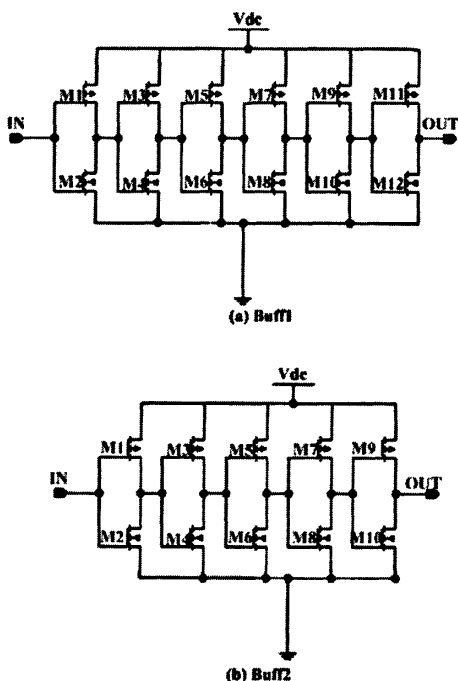 Vdc
M1 M3 M5 M7 M9 M11
IN OUT
M2 M4 M6 M8 M10 M12
(a) Buff1
Vdc
M1 M3 M5 M7 M9
IN OUT
M2 M4 M6 M8 M10
(b) Buff2